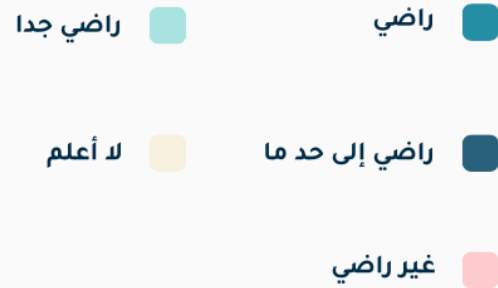 راضي
راضي جدا
راضي إلى حد ما
لا أعلم
غير راضي